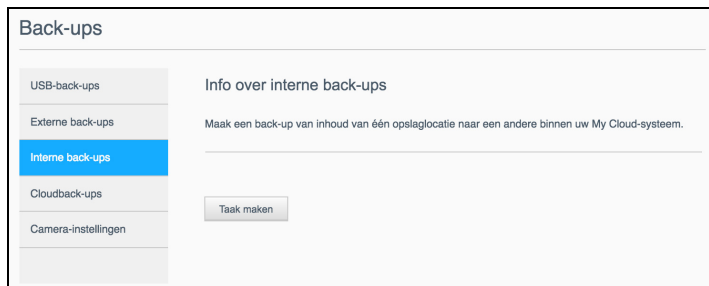 Back-ups
USB-back-ups
Externe back-ups
Interne back-ups
Cloudback-ups
Camera-instellingen
Info over interne back-ups
Maak een back-up van inhoud van één opslaglocatie naar een andere binnen uw My Cloud-systeem.
Taak maken